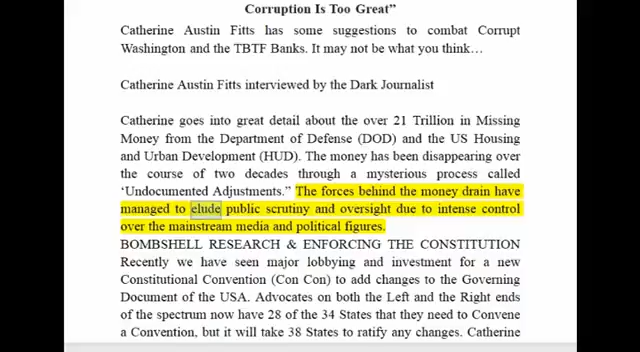 Corruption Is Too Great”
Catherine Austin Fitts has some suggestions to combat Corrupt
Washington and the TBTF Banks. It may not be what you think…
Catherine Austin Fitts interviewed by the Dark Journalist
Catherine goes into great detail about the over 21 Trillion in Missing
Money from the Department of Defense (DOD) and the US Housing
and Urban Development (HUD). The money has been disappearing over
the course of two decades through a mysterious process called
‘Undocumented Adjustments.” The forces behind the money drain have
managed to elude public scrutiny and oversight due to intense control
over the mainstream media and political figures.
BOMBSHELL RESEARCH & ENFORCING THE CONSTITUTION
Recently we have seen major lobbying and investment for a new
Constitutional Convention (Con Con) to add changes to the Governing
Document of the USA. Advocates on both the Left and the Right ends
of the spectrum now have 28 of the 34 States that they need to Convene
a Convention, but it will take 38 States to ratify any changes. Catherine